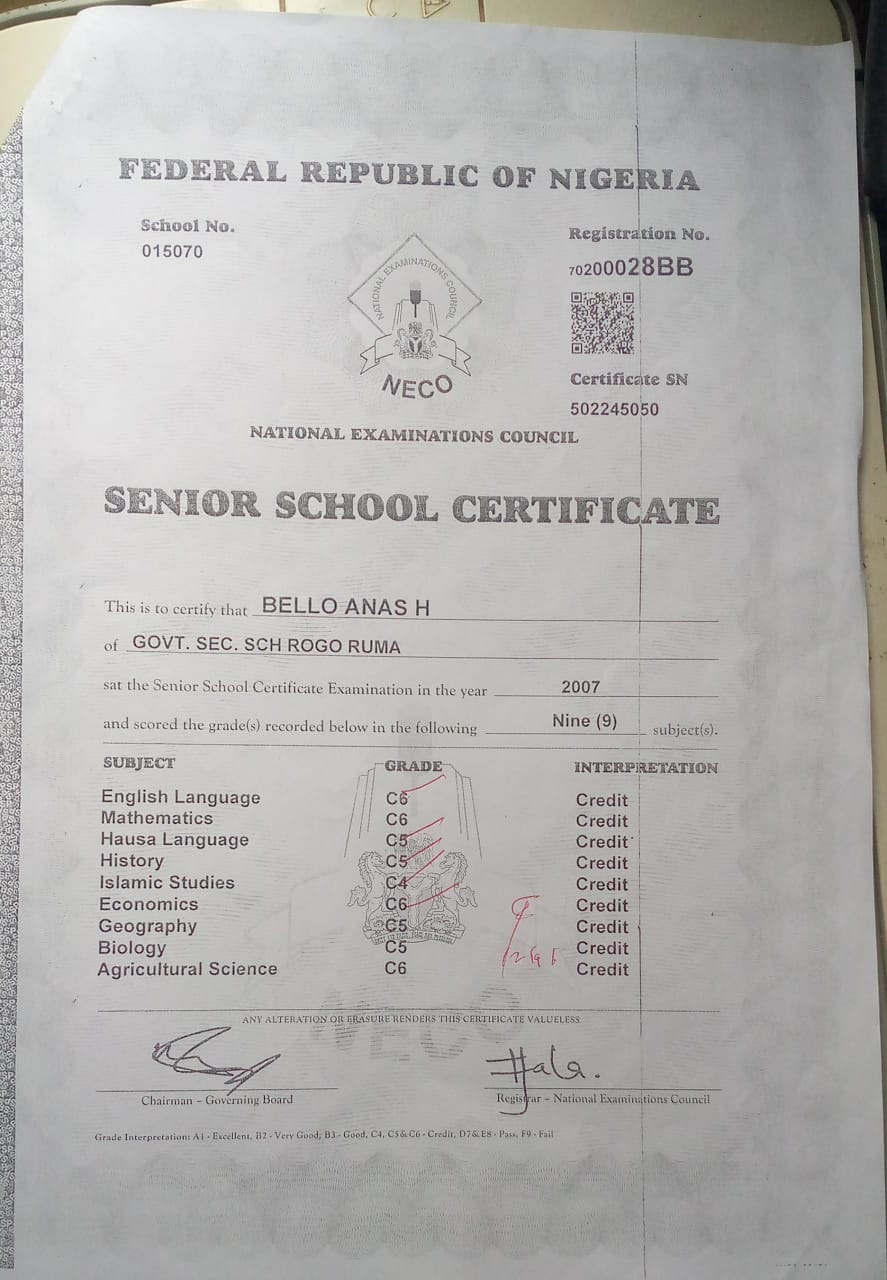 FEDERAL REPUBLIC OF NIGERIA
School No.
015070
Registration No.
70200028BB
NATIONAL EXAMINATIONS COUNCIL
NECO
Certificate SN
502245050
NATIONAL EXAMINATIONS COUNCIL
SENIOR SCHOOL CERTIFICATE
This is to certify that BELLO ANAS H
of GOVT. SEC. SCH ROGO RUMA
sat the Senior School Certificate Examination in the year 2007
and scored the grade(s) recorded below in the following Nine (9) subject(s).
SUBJECT GRADE INTERPRETATION
English Language C6 Credit
Mathematics C6 Credit
Hausa Language C5 Credit
History C5 Credit
Islamic Studies C4 Credit
Economics C6 Credit
Geography C5 Credit
Biology C5 Credit
Agricultural Science C6 Credit
NECO
ANY ALTERATION OR ERASURE RENDERS THIS CERTIFICATE VALUELESS
Chairman - Governing Board
Registrar - National Examinations Council
Grade Interpretation: A1 - Excellent, B2 - Very Good, B3 - Good, C4, C5 & C6 - Credit, D7 & E8 - Pass, F9 - Fail